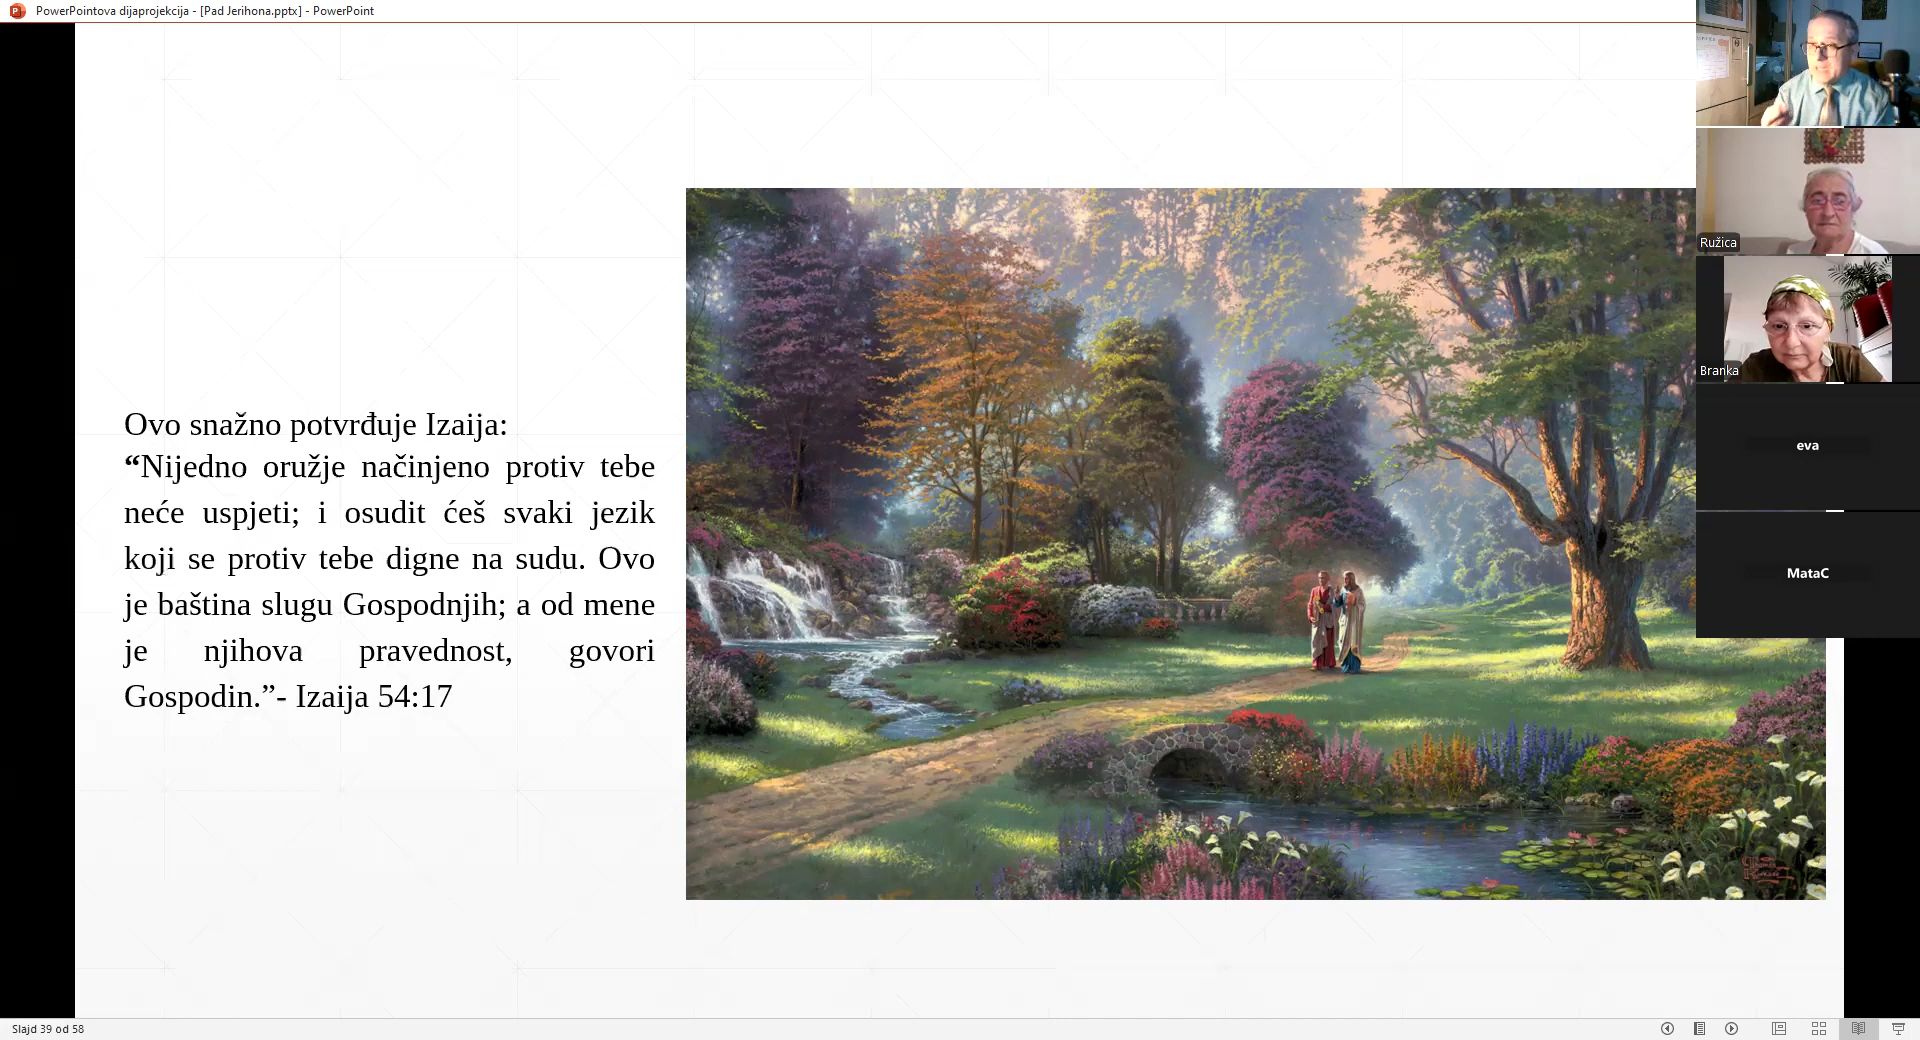 PowerPointova dijaprojekcija - [Pad Jerihona.pptx] - PowerPoint
Ovo snažno potvrđuje Izaija:
“Nijedno oružje načinjeno protiv tebe
neće uspjeti; i osudit ćeš svaki jezik
koji se protiv tebe digne na sudu. Ovo
je baština slugu Gospodnjih; a od mene
je njihova pravednost, govori
Gospodin.”- Izaija 54:17
Ružica
Branka
eva
MataC
Slajd 39 od 58